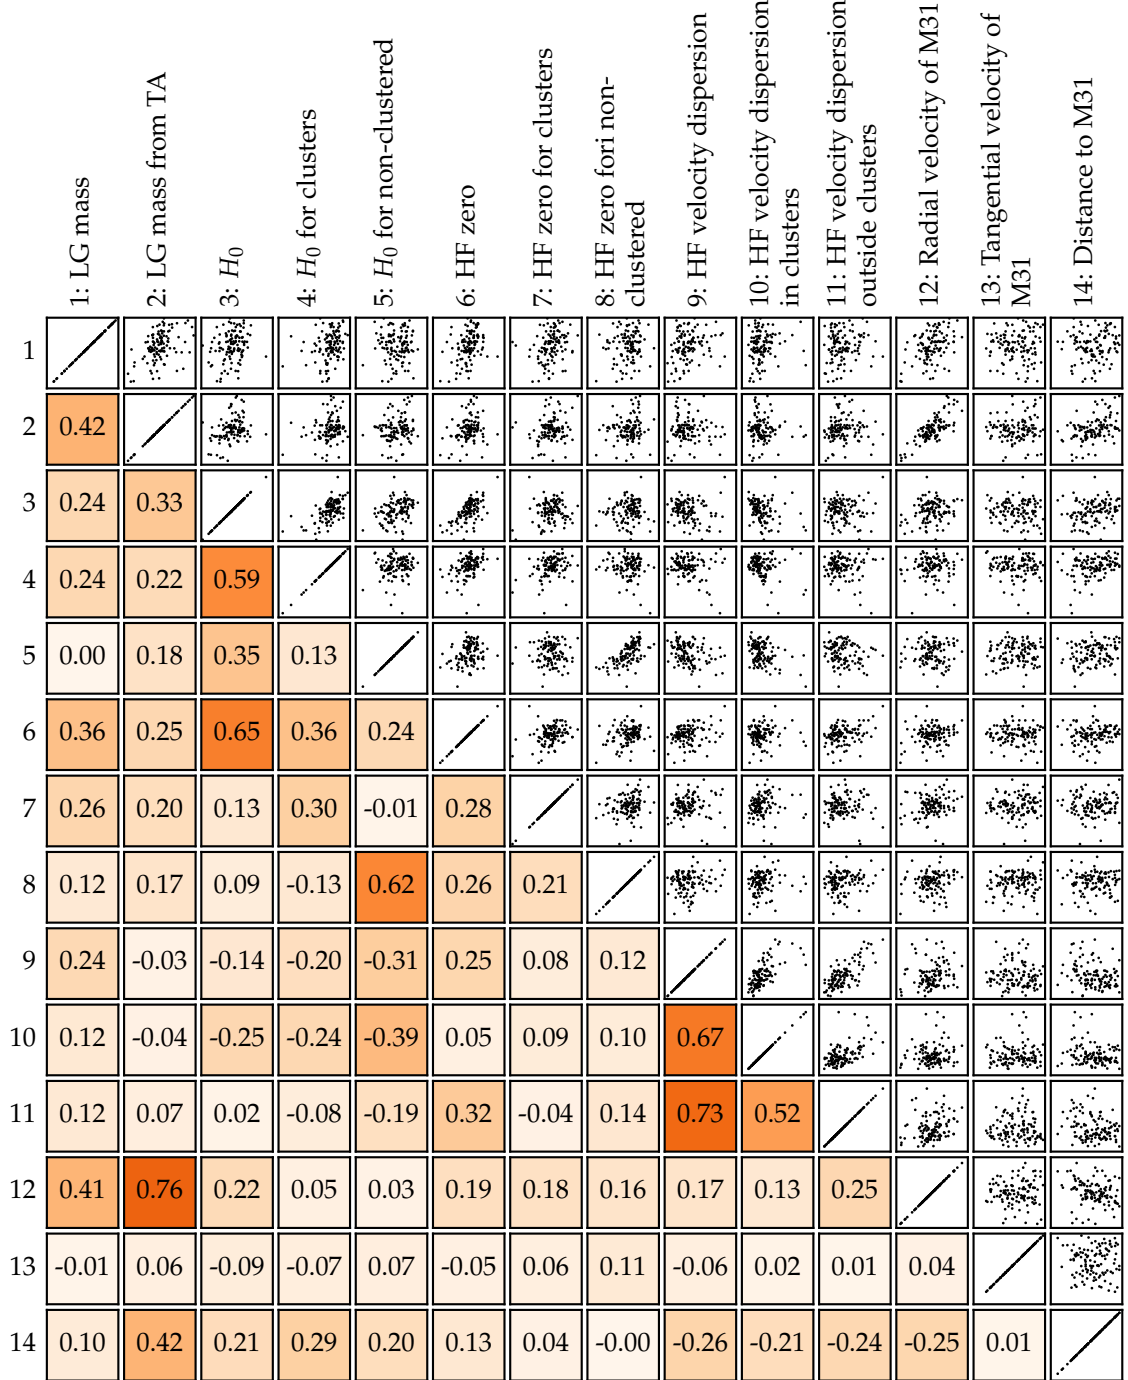 1: LG mass
2: LG mass from TA
3: H₀
4: H₀ for clusters
5: H₀ for non-clustered
6: HF zero
7: HF zero for clusters
8: HF zero fori non-
clustered
9: HF velocity dispersion
10: HF velocity dispersion
in clusters
11: HF velocity dispersion
outside clusters
12: Radial velocity of M31
13: Tangential velocity of
M31
14: Distance to M31
1
2 0.42
3 0.24 0.33
4 0.24 0.22 0.59
5 0.00 0.18 0.35 0.13
6 0.36 0.25 0.65 0.36 0.24
7 0.26 0.20 0.13 0.30 -0.01 0.28
8 0.12 0.17 0.09 -0.13 0.62 0.26 0.21
9 0.24 -0.03 -0.14 -0.20 -0.31 0.25 0.08 0.12
10 0.12 -0.04 -0.25 -0.24 -0.39 0.05 0.09 0.10 0.67
11 0.12 0.07 0.02 -0.08 -0.19 0.32 -0.04 0.14 0.73 0.52
12 0.41 0.76 0.22 0.05 0.03 0.19 0.18 0.16 0.17 0.13 0.25
13 -0.01 0.06 -0.09 -0.07 0.07 -0.05 0.06 0.11 -0.06 0.02 0.01 0.04
14 0.10 0.42 0.21 0.29 0.20 0.13 0.04 -0.00 -0.26 -0.21 -0.24 -0.25 0.01